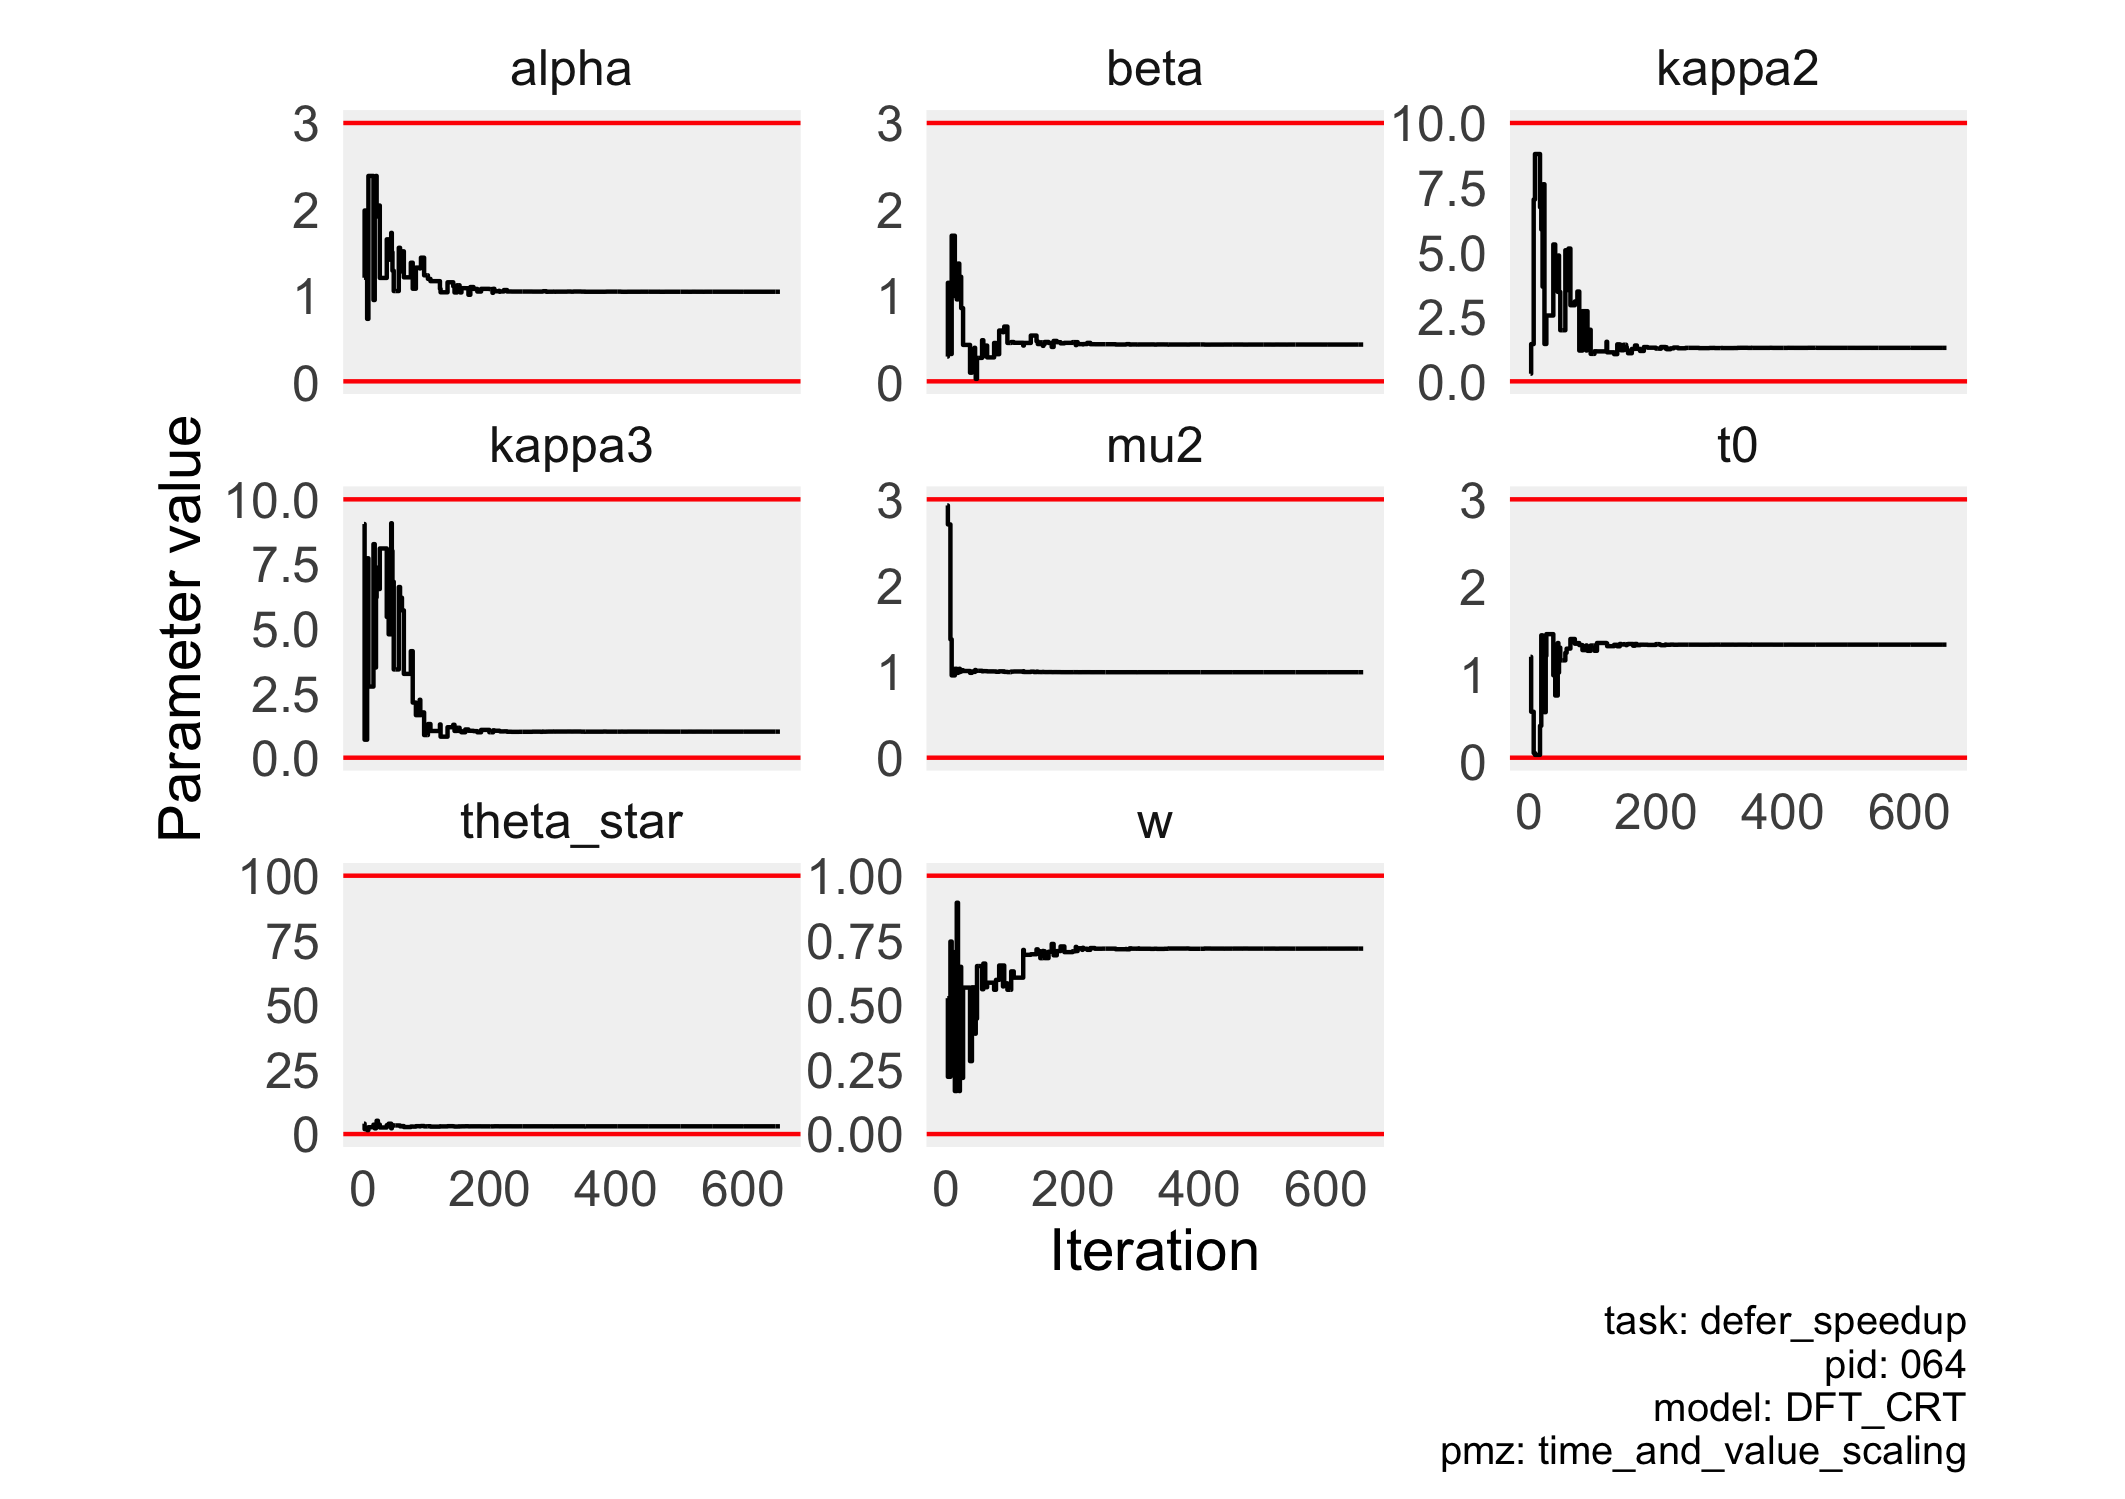 alpha
beta
kappa2
3
2
1
0
3
2
1
0
10.0
7.5
5.0
2.5
0.0
kappa3
mu2
t0
10.0
7.5
5.0
2.5
0.0
3
2
1
0
3
2
1
0
0 200 400 600
theta_star
w
100
75
50
25
0
1.00
0.75
0.50
0.25
0.00
0 200 400 600
0 200 400 600
Parameter value
Iteration
task: defer_speedup
pid: 064
model: DFT_CRT
pmz: time_and_value_scaling